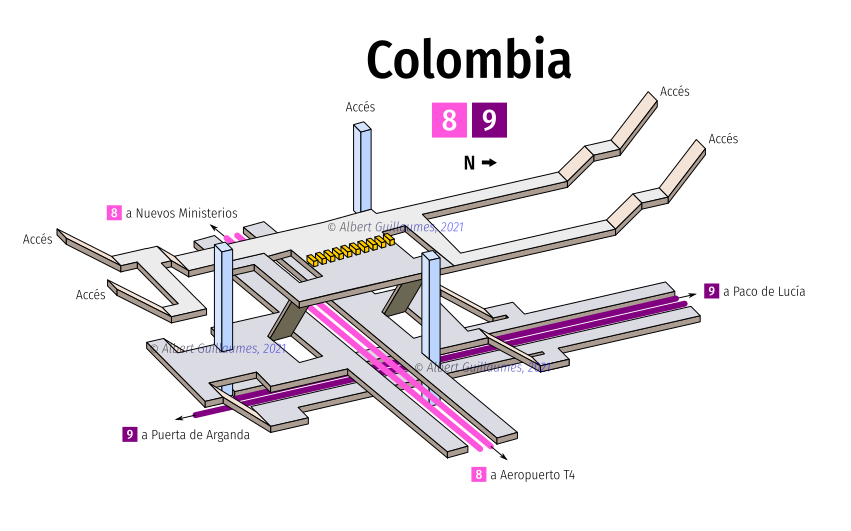 Colombia
8 9
N
Accés
Accés
Accés
Accés
Accés
8 a Nuevos Ministerios
© Albert Guillaumes, 2021
9 a Paco de Lucía
© Albert Guillaumes, 2021
© Albert Guillaumes, 2021
9 a Puerta de Arganda
8 a Aeropuerto T4